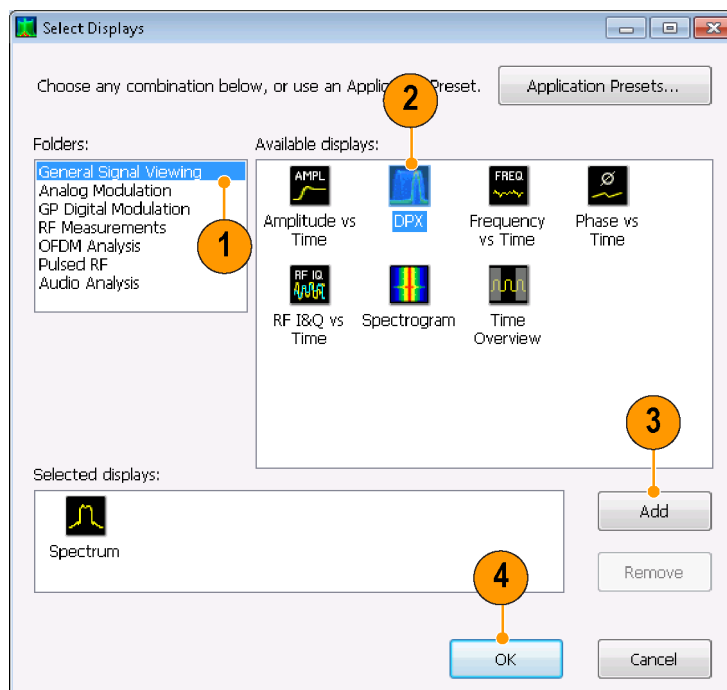 Select Displays
Choose any combination below, or use an Applic Preset.
Application Presets...
2
Folders:
Available displays:
General Signal Viewing
Analog Modulation
GP Digital Modulation
RF Measurements
OFDM Analysis
Pulsed RF
Audio Analysis
1
AMPL
Amplitude vs
Time
DPX
FREQ
Frequency
vs Time
Ø
Phase vs
Time
RF IQ
RF I&Q vs
Time
Spectrogram
Time
Overview
3
Selected displays:
Spectrum
Add
Remove
4
OK
Cancel